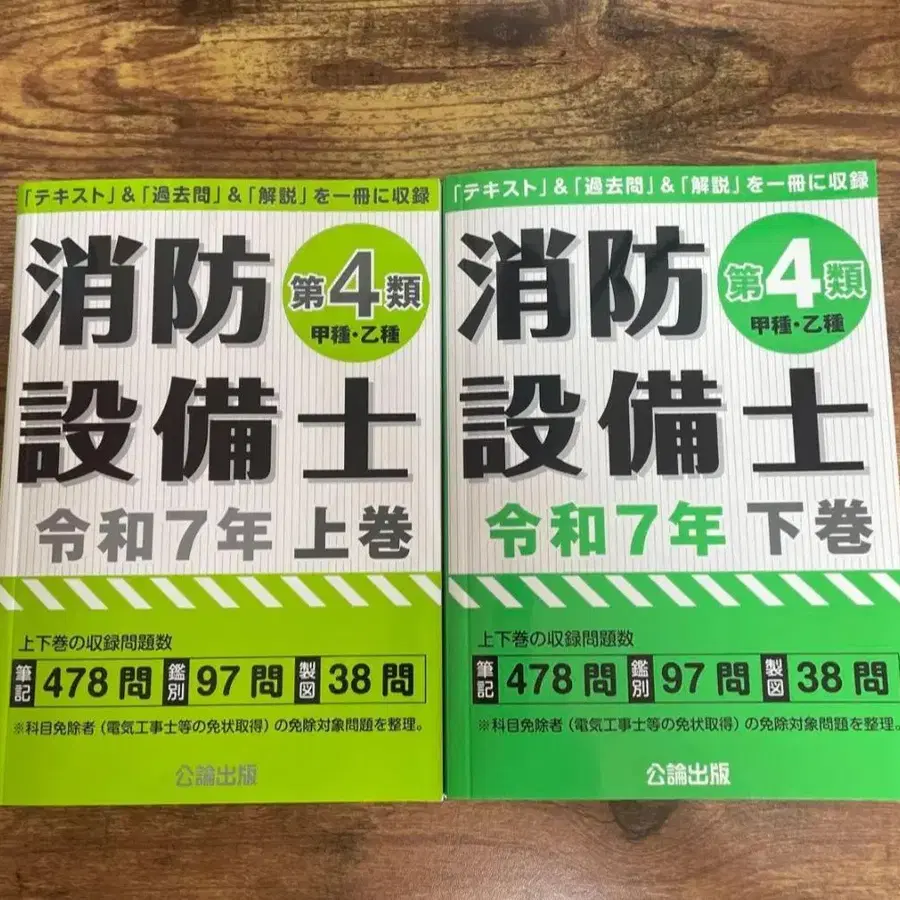 「テキスト」&「過去問」&「解説」を一冊に収録
消防
第4類
甲種・乙種
設備士
令和7年 上巻
上下巻の収録問題数
筆記 478問 鑑別 97問 製図 38問
※科目免除者(電気工事士等の免状取得)の免除対象問題を整理。
公論出版
「テキスト」&「過去問」&「解説」を一冊に収録
消防
第4類
甲種・乙種
設備士
令和7年 下巻
上下巻の収録問題数
筆記 478問 鑑別 97問 製図 38問
※科目免除者(電気工事士等の免状取得)の免除対象問題を整理。
公論出版